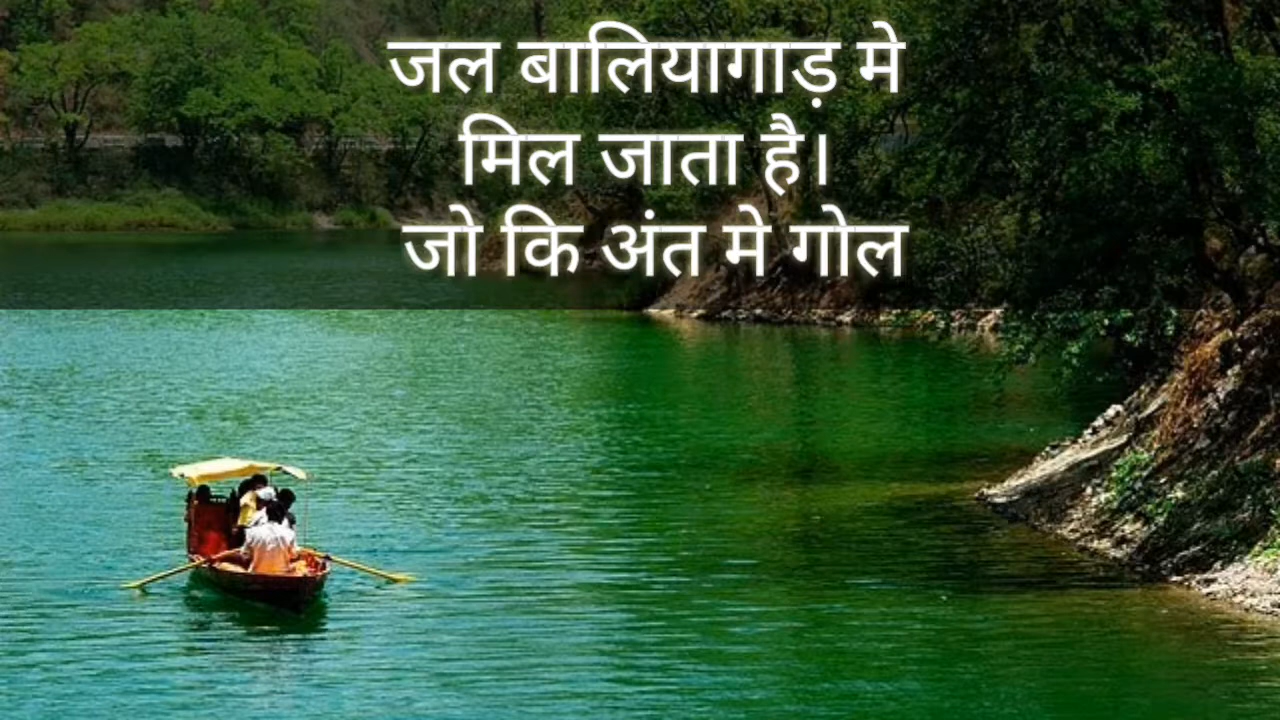 जल बालियागाड़ मे
मिल जाता है।
जो कि अंत मे गोल